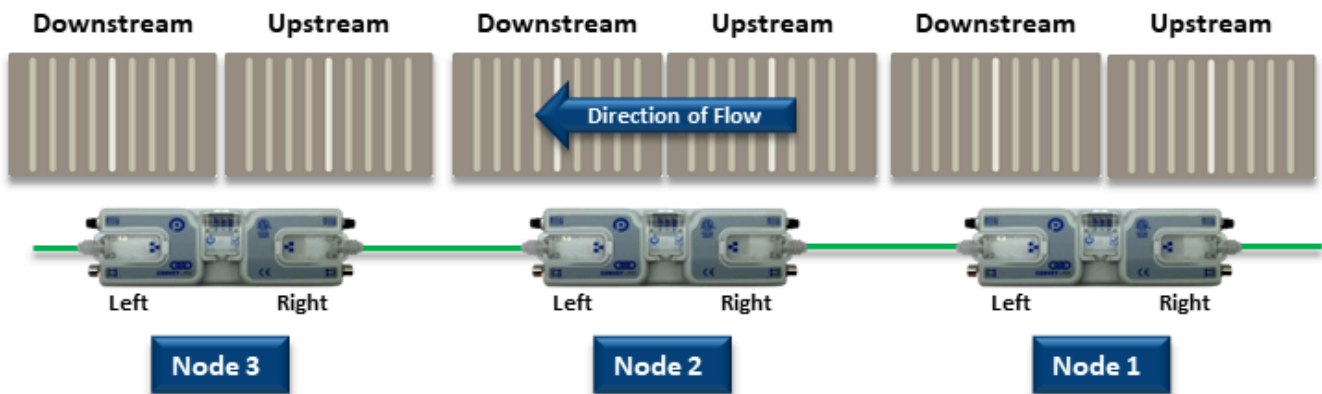 Downstream Upstream Downstream Upstream Downstream Upstream
Direction of Flow
Left Right Left Right Left Right
Node 3 Node 2 Node 1